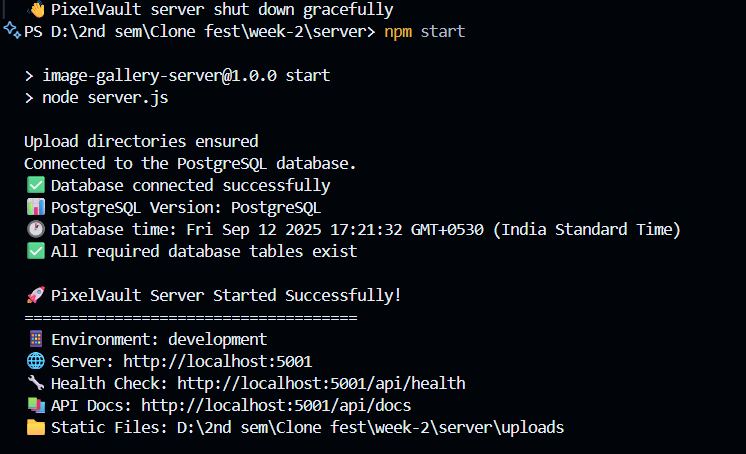 👋 PixelVault server shut down gracefully
PS D:\2nd sem\Clone fest\week-2\server> npm start
> image-gallery-server@1.0.0 start
> node server.js
Upload directories ensured
Connected to the PostgreSQL database.
✅ Database connected successfully
📊 PostgreSQL Version: PostgreSQL
🕐 Database time: Fri Sep 12 2025 17:21:32 GMT+0530 (India Standard Time)
✅ All required database tables exist
🚀 PixelVault Server Started Successfully!
=====================================
🏢 Environment: development
🌐 Server: http://localhost:5001
🔧 Health Check: http://localhost:5001/api/health
📚 API Docs: http://localhost:5001/api/docs
📁 Static Files: D:\2nd sem\Clone fest\week-2\server\uploads